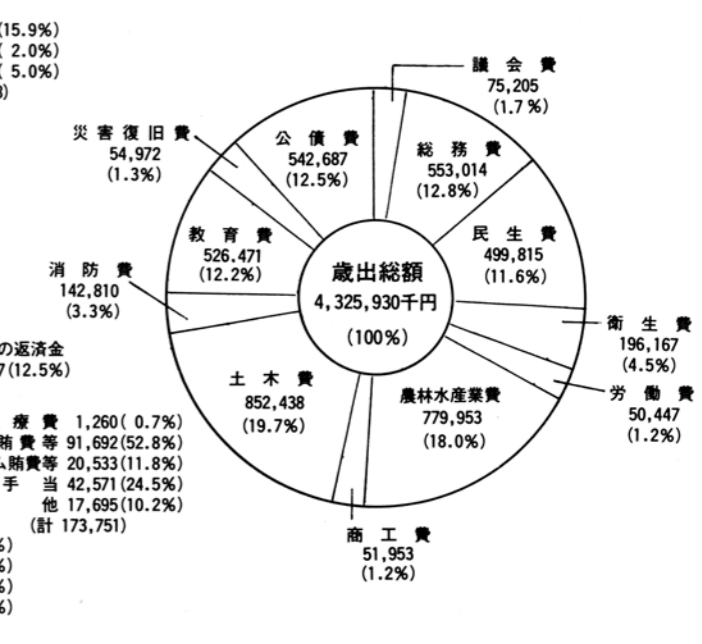 (15.9%)
( 2.0%)
( 5.0%)
議会費
75,205
(1.7%)
総務費
553,014
(12.8%)
民生費
499,815
(11.6%)
衛生費
196,167
(4.5%)
労働費
50,447
(1.2%)
農林水産業費
779,953
(18.0%)
商工費
51,953
(1.2%)
土木費
852,438
(19.7%)
消防費
142,810
(3.3%)
教育費
526.471
(12.2%)
災害復旧費
54,972
(1.3%)
公債費
542,687
(12.5%)
歳出総額
4,325,930千円
(100%)
の返済金
7(12.5%)
療費 1,260( 0.7%)
賄費等 91,692(52.8%)
ム賄費等 20,533(11.8%)
手当 42,571(24.5%)
他 17,695(10.2%)
(計 173,751)
%)
%)
%)
%)